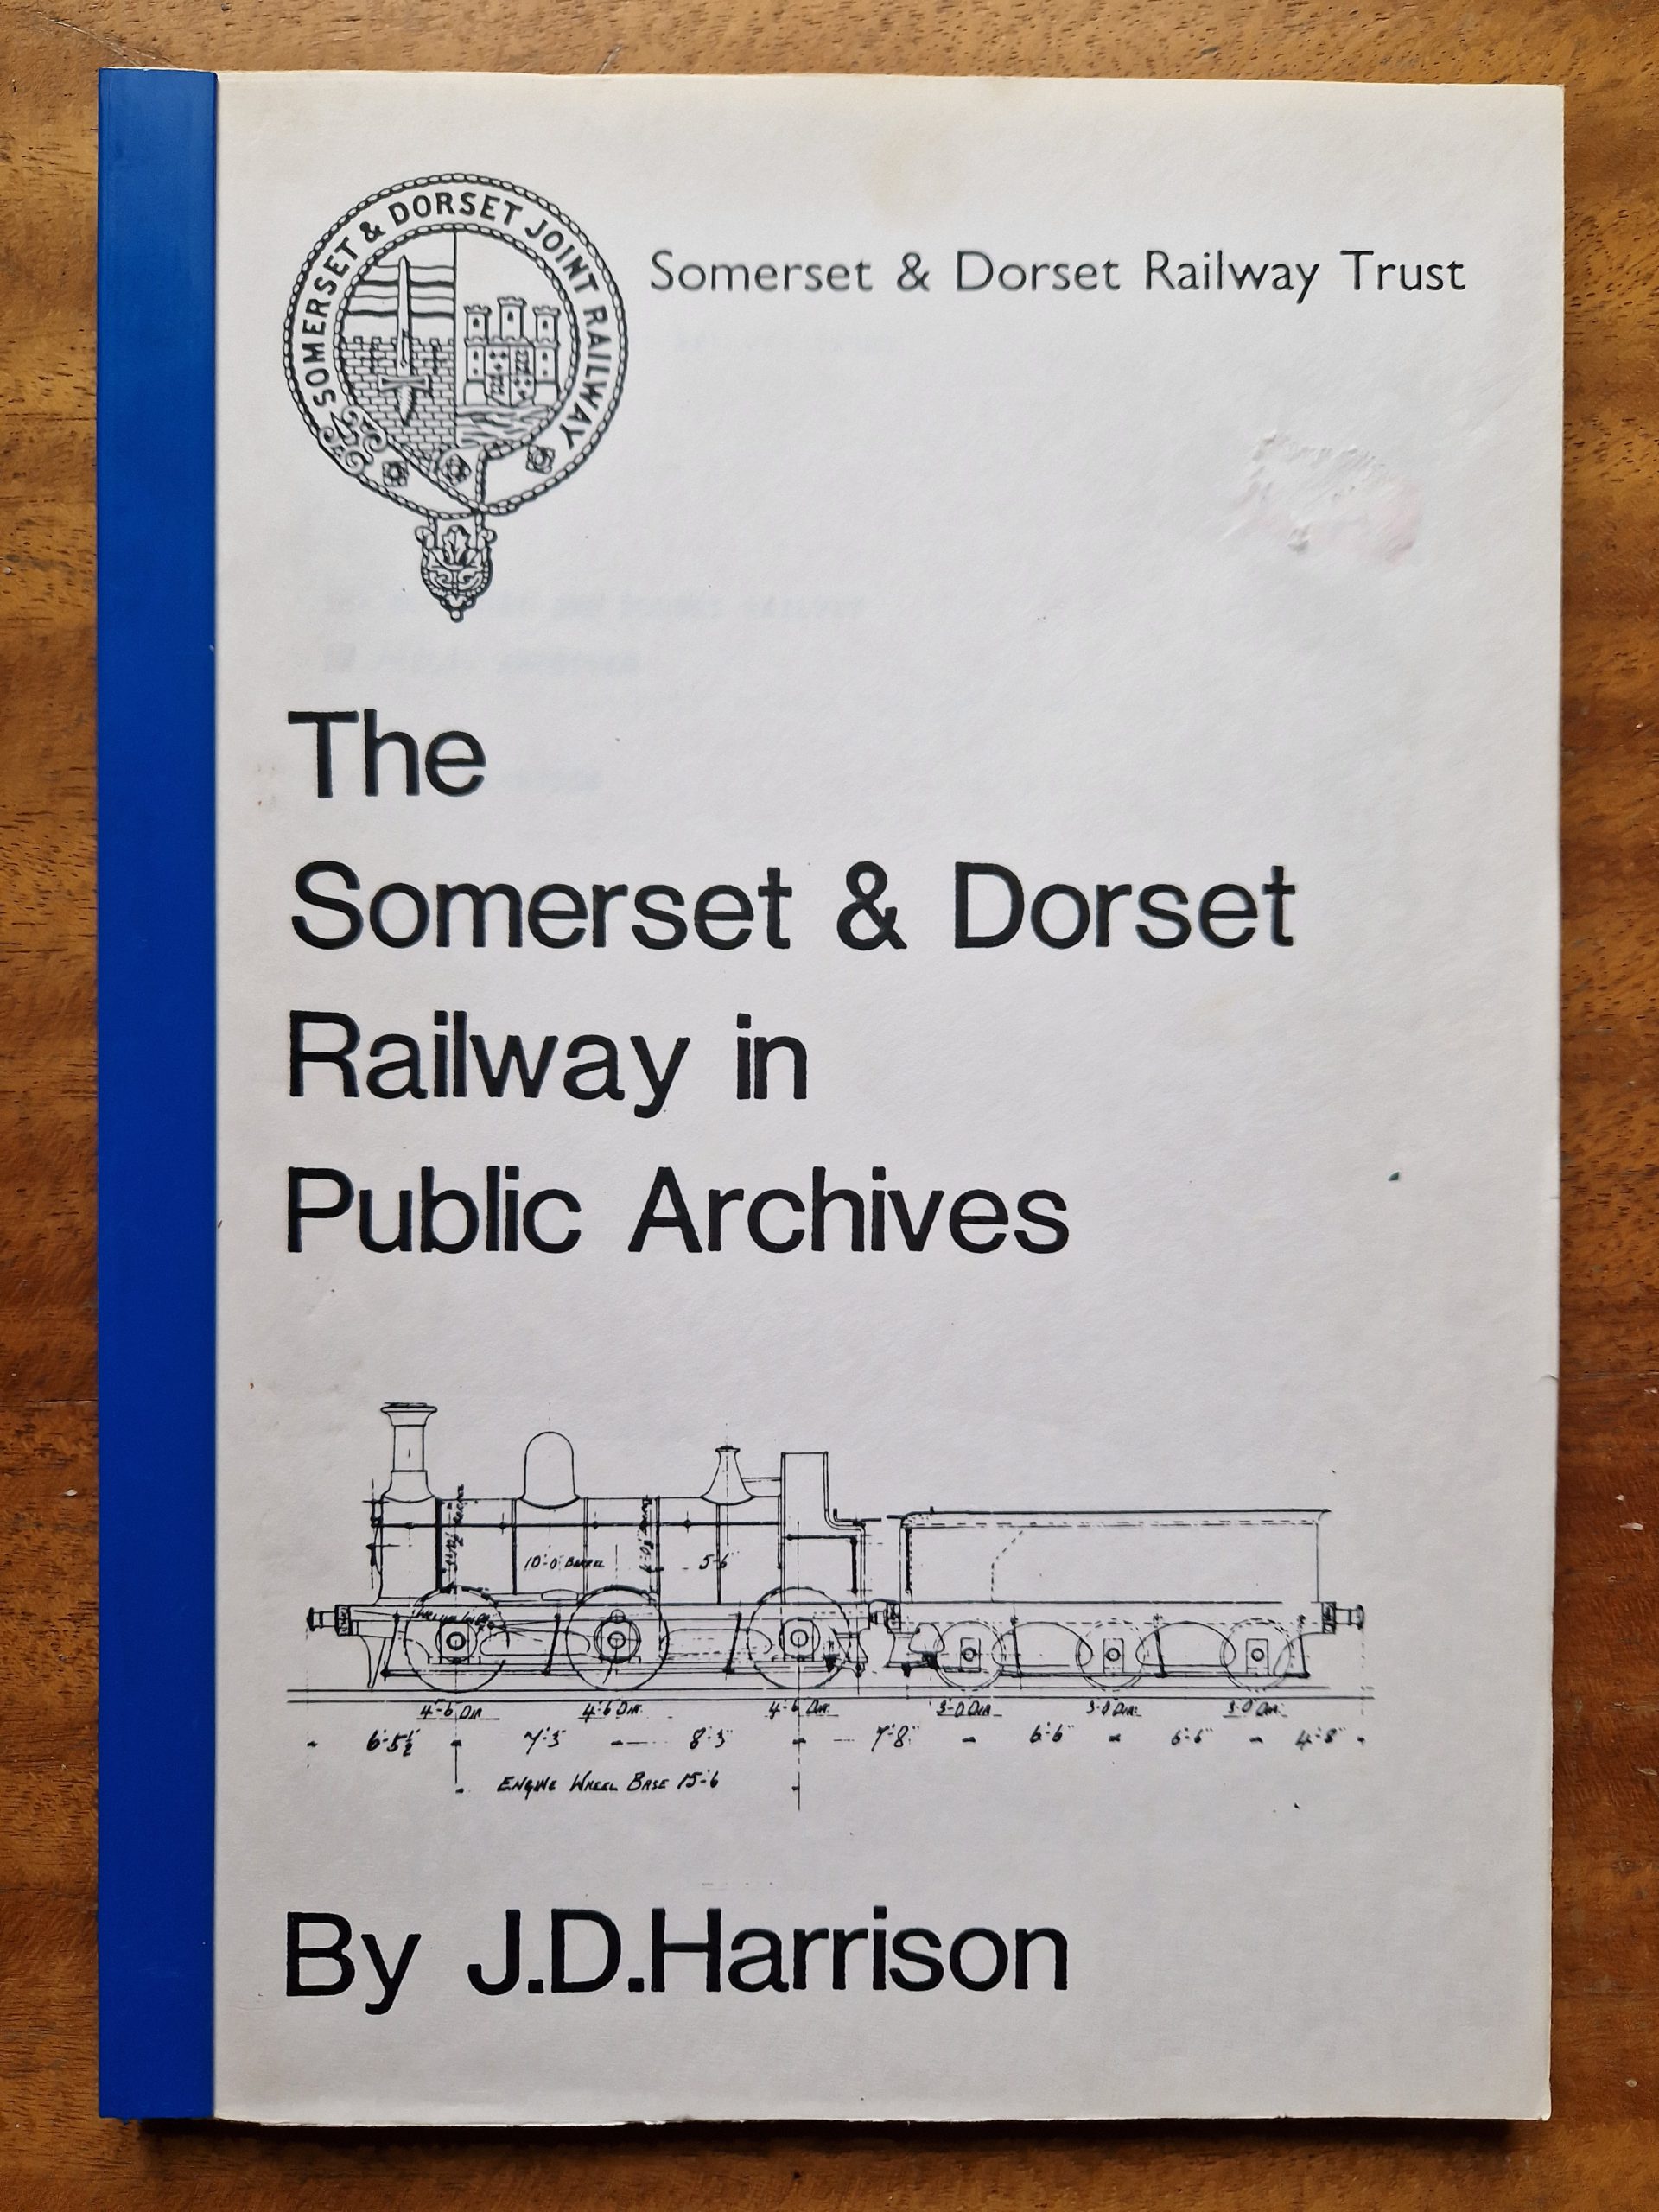 SOMERSET & DORSET JOINT RAILWAY
Somerset & Dorset Railway Trust
The
Somerset & Dorset
Railway in
Public Archives
10'-0" BARREL
5-6
4-6 DIA
4-6 DIA
4-6 DIA
3-0 DIA
3-0 DIA
3-0 DIA
6-5½
7-3
8-3"
7-8"
6-6"
6-6"
4-8"
ENGINE WHEEL BASE 15-6
By J.D.Harrison